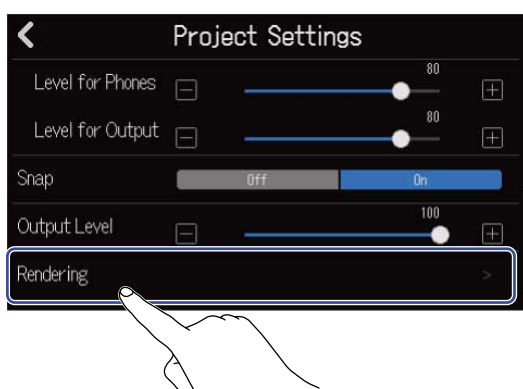 Project Settings
80
Level for Phones
80
Level for Output
Snap
Off
On
100
Output Level
Rendering